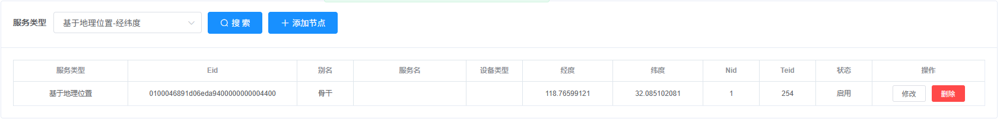 服务类型 基于地理位置-经纬度 搜 索 添加节点
服务类型 Eid 别名 服务名 设备类型 经度 纬度 Nid Teid 状态 操作
基于地理位置 0100046891d06eda9400000000004400 骨干 118.76599121 32.085102081 1 254 启用 修改 删除